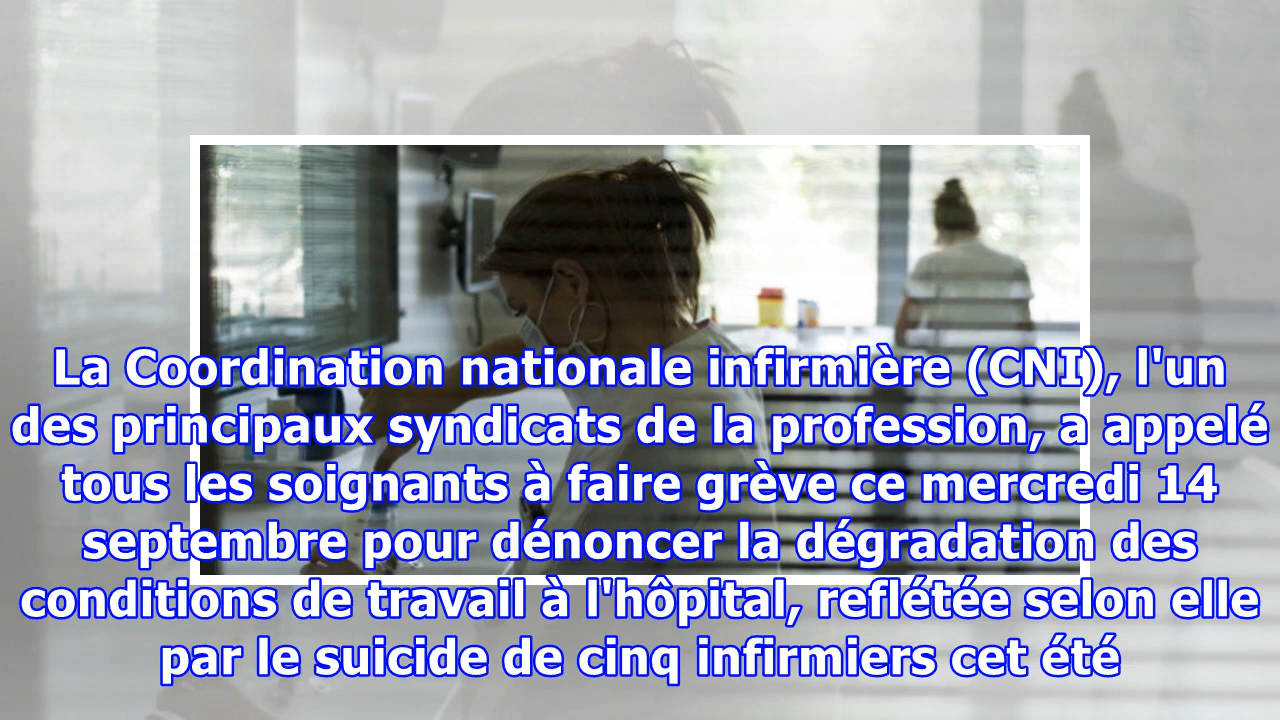 La Coordination nationale infirmière (CNI), l'un
des principaux syndicats de la profession, a appelé
tous les soignants à faire grève ce mercredi 14
septembre pour dénoncer la dégradation des
conditions de travail à l'hôpital, reflétée selon elle
par le suicide de cinq infirmiers cet été